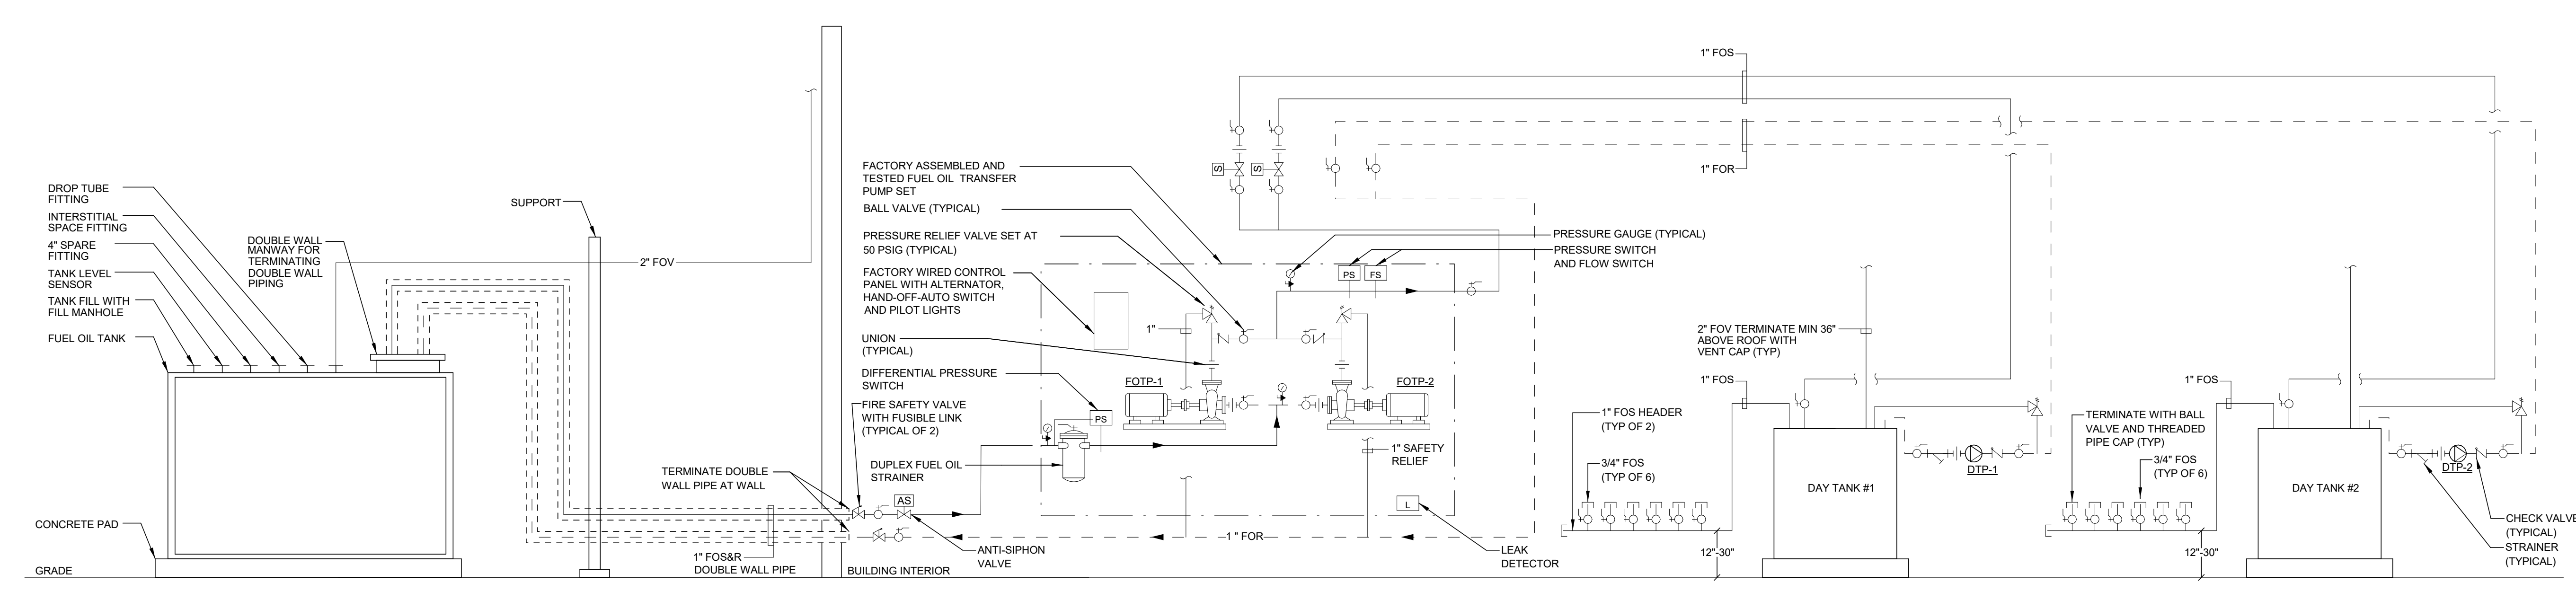 DROP TUBE
FITTING
INTERSTITIAL
SPACE FITTING
4" SPARE
FITTING
TANK LEVEL
SENSOR
TANK FILL WITH
FILL MANHOLE
FUEL OIL TANK
CONCRETE PAD
GRADE
DOUBLE WALL
MANWAY FOR
TERMINATING
DOUBLE WALL
PIPING
SUPPORT
2" FOV
TERMINATE DOUBLE
WALL PIPE AT WALL
1" FOS&R
DOUBLE WALL PIPE
BUILDING INTERIOR
FACTORY ASSEMBLED AND
TESTED FUEL OIL TRANSFER
PUMP SET
BALL VALVE (TYPICAL)
PRESSURE RELIEF VALVE SET AT
50 PSIG (TYPICAL)
FACTORY WIRED CONTROL
PANEL WITH ALTERNATOR,
HAND-OFF-AUTO SWITCH
AND PILOT LIGHTS
UNION
(TYPICAL)
DIFFERENTIAL PRESSURE
SWITCH
FIRE SAFETY VALVE
WITH FUSIBLE LINK
(TYPICAL OF 2)
DUPLEX FUEL OIL
STRAINER
AS
ANTI-SIPHON
VALVE
PS
1"
FOTP-1
FOTP-2
S
S
PS
FS
PRESSURE GAUGE (TYPICAL)
PRESSURE SWITCH
AND FLOW SWITCH
1" SAFETY
RELIEF
L
LEAK
DETECTOR
1 " FOR
1" FOS
1" FOR
2" FOV TERMINATE MIN 36"
ABOVE ROOF WITH
VENT CAP (TYP)
1" FOS
1" FOS HEADER
(TYP OF 2)
3/4" FOS
(TYP OF 6)
12"-30"
DAY TANK #1
DTP-1
1" FOS
TERMINATE WITH BALL
VALVE AND THREADED
PIPE CAP (TYP)
3/4" FOS
(TYP OF 6)
12"-30"
DAY TANK #2
DTP-2
CHECK VALVE
(TYPICAL)
STRAINER
(TYPICAL)